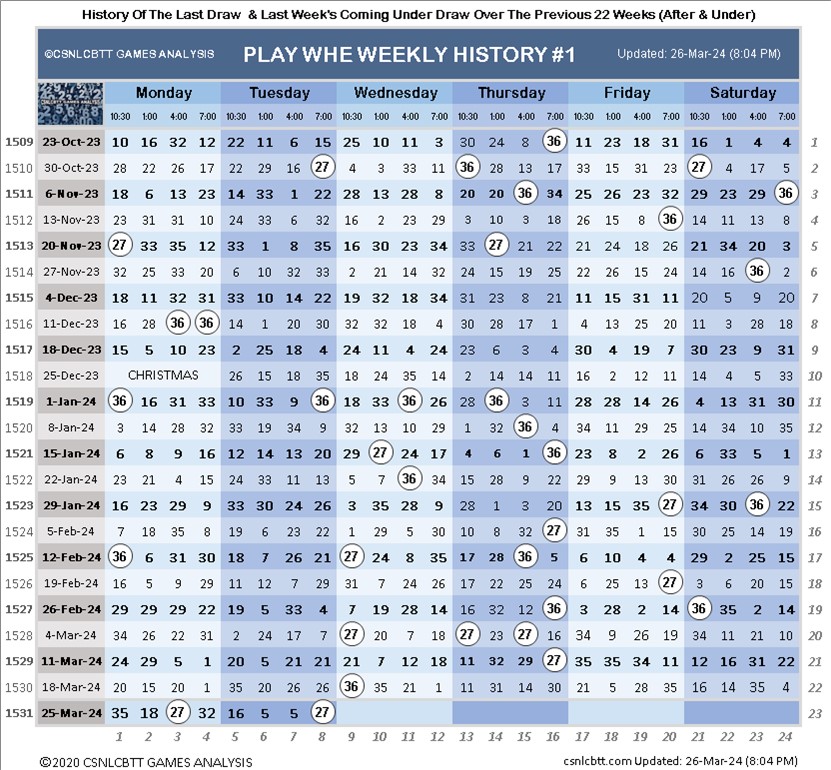 History Of The Last Draw & Last Week's Coming Under Draw Over The Previous 22 Weeks (After & Under)
©CSNLCBTT GAMES ANALYSIS PLAY WHE WEEKLY HISTORY #1 Updated: 26-Mar-24 (8:04 PM)
Monday Tuesday Wednesday Thursday Friday Saturday
10:30 1:00 4:00 7:00 10:30 1:00 4:00 7:00 10:30 1:00 4:00 7:00 10:30 1:00 4:00 7:00 10:30 1:00 4:00 7:00 10:30 1:00 4:00 7:00
1509 23-Oct-23 10 16 32 12 22 11 6 15 25 10 11 3 30 24 8 36 11 23 18 31 16 1 4 4 1
1510 30-Oct-23 28 22 26 17 22 29 16 27 4 3 33 11 36 28 13 17 33 15 2 23 27 4 17 5 2
1511 6-Nov-23 18 6 13 23 14 33 1 22 28 13 28 8 20 20 36 34 25 26 23 32 29 23 29 36 3
1512 13-Nov-23 23 31 31 10 24 33 6 32 16 2 23 29 3 10 3 18 26 15 8 36 14 11 13 8 4
1513 20-Nov-23 27 33 35 12 33 1 8 35 16 30 23 34 33 27 21 22 21 24 18 26 21 34 20 3 5
1514 27-Nov-23 32 25 33 20 6 10 32 33 2 21 14 32 24 15 19 25 22 26 15 24 14 16 36 2 6
1515 4-Dec-23 18 11 32 31 33 10 14 22 19 32 18 34 31 23 8 21 11 15 31 11 20 5 9 20 7
1516 11-Dec-23 16 28 36 36 14 1 20 30 32 32 18 4 30 28 17 1 4 13 25 20 11 3 28 18 8
1517 18-Dec-23 15 5 10 23 2 25 18 4 24 11 4 24 23 6 3 4 30 4 19 7 30 23 9 31 9
1518 25-Dec-23 CHRISTMAS 26 15 18 35 18 24 35 14 2 14 14 11 24 22 26 11 14 4 5 33 10
1519 1-Jan-24 36 16 31 33 10 33 9 36 18 33 36 26 28 36 3 11 28 28 14 26 4 13 31 30 11
1520 8-Jan-24 3 14 28 32 33 19 34 9 32 13 10 29 1 32 36 4 34 11 29 25 14 34 10 35 12
1521 15-Jan-24 6 8 9 16 12 14 13 20 29 27 17 24 4 6 1 36 23 8 2 26 6 33 5 1 13
1522 22-Jan-24 23 21 4 15 24 33 11 13 5 7 36 34 15 28 9 22 4 9 13 30 31 26 26 9 14
1523 29-Jan-24 16 23 29 9 33 30 24 26 3 35 28 9 28 1 3 20 13 15 35 27 34 30 36 22 15
1524 5-Feb-24 7 18 35 8 19 6 23 22 1 29 5 30 10 8 32 27 31 35 1 15 30 25 14 19 16
1525 12-Feb-24 36 6 31 30 18 7 26 21 27 24 8 35 17 28 36 5 6 10 4 4 29 2 25 15 17
1526 19-Feb-24 16 5 9 29 11 12 7 29 31 7 24 26 17 22 25 24 6 25 13 27 3 6 20 15 18
1527 26-Feb-24 29 29 29 22 19 5 33 4 7 19 28 14 16 32 12 36 3 28 2 14 36 35 2 14 19
1528 4-Mar-24 34 26 22 31 2 24 17 7 27 20 7 18 27 23 27 16 34 9 26 19 34 11 21 10 20
1529 11-Mar-24 24 29 5 1 20 5 21 21 21 7 12 18 11 32 29 27 35 35 34 11 12 16 31 22 21
1530 18-Mar-24 20 15 20 1 35 20 26 26 36 35 21 1 11 31 14 30 21 5 28 35 16 14 35 4 22
1531 25-Mar-24 35 18 27 32 16 5 5 27 23
1 2 3 4 5 6 7 8 9 10 11 12 13 14 15 16 17 18 19 20 21 22 23 24
©2020 CSNLCBTT GAMES ANALYSIS csnlcbtt.com Updated: 26-Mar-24 (8:04 PM)